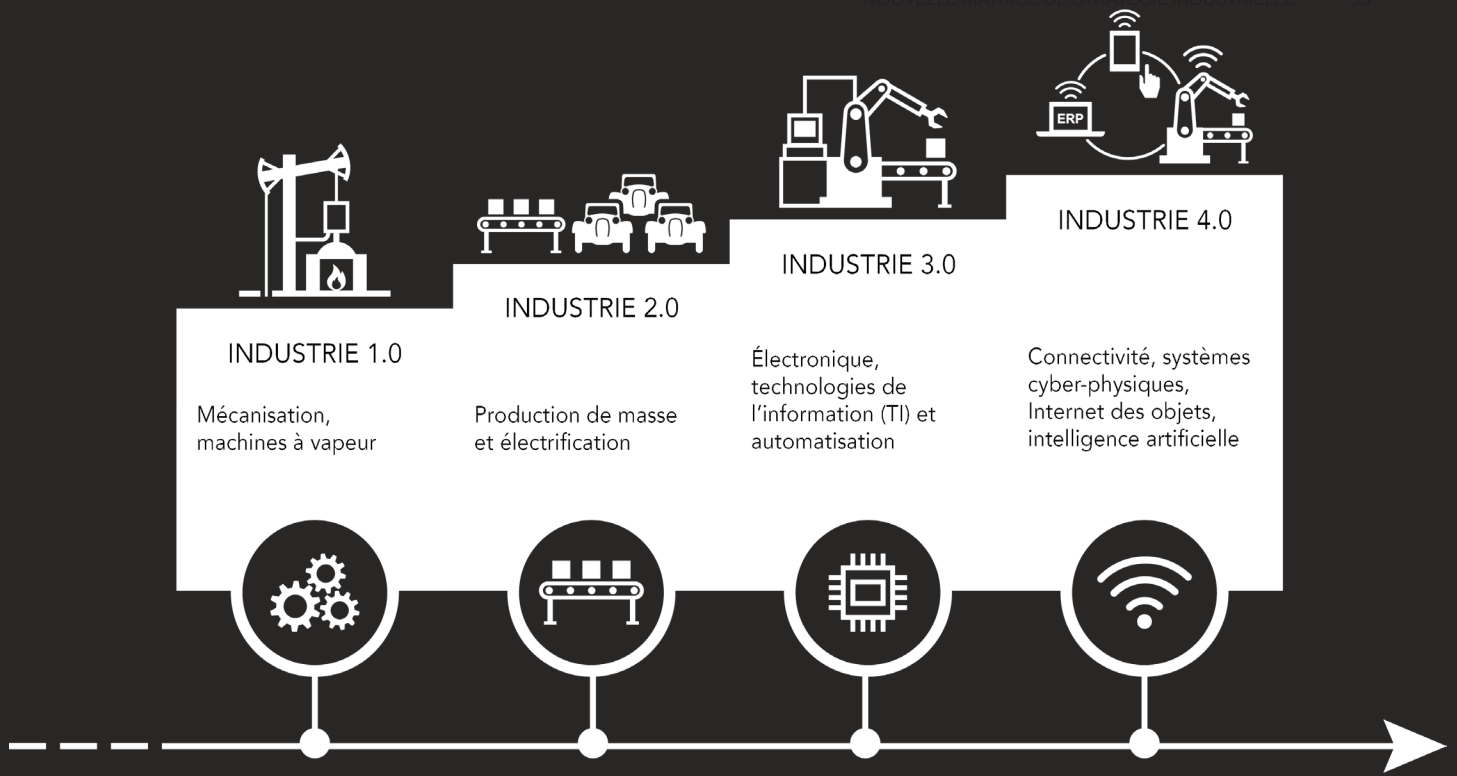 ERP
INDUSTRIE 4.0
INDUSTRIE 3.0
INDUSTRIE 2.0
INDUSTRIE 1.0
Mécanisation,
machines à vapeur
Production de masse
et électrification
Électronique,
technologies de
l'information (TI) et
automatisation
Connectivité, systèmes
cyber-physiques,
Internet des objets,
intelligence artificielle